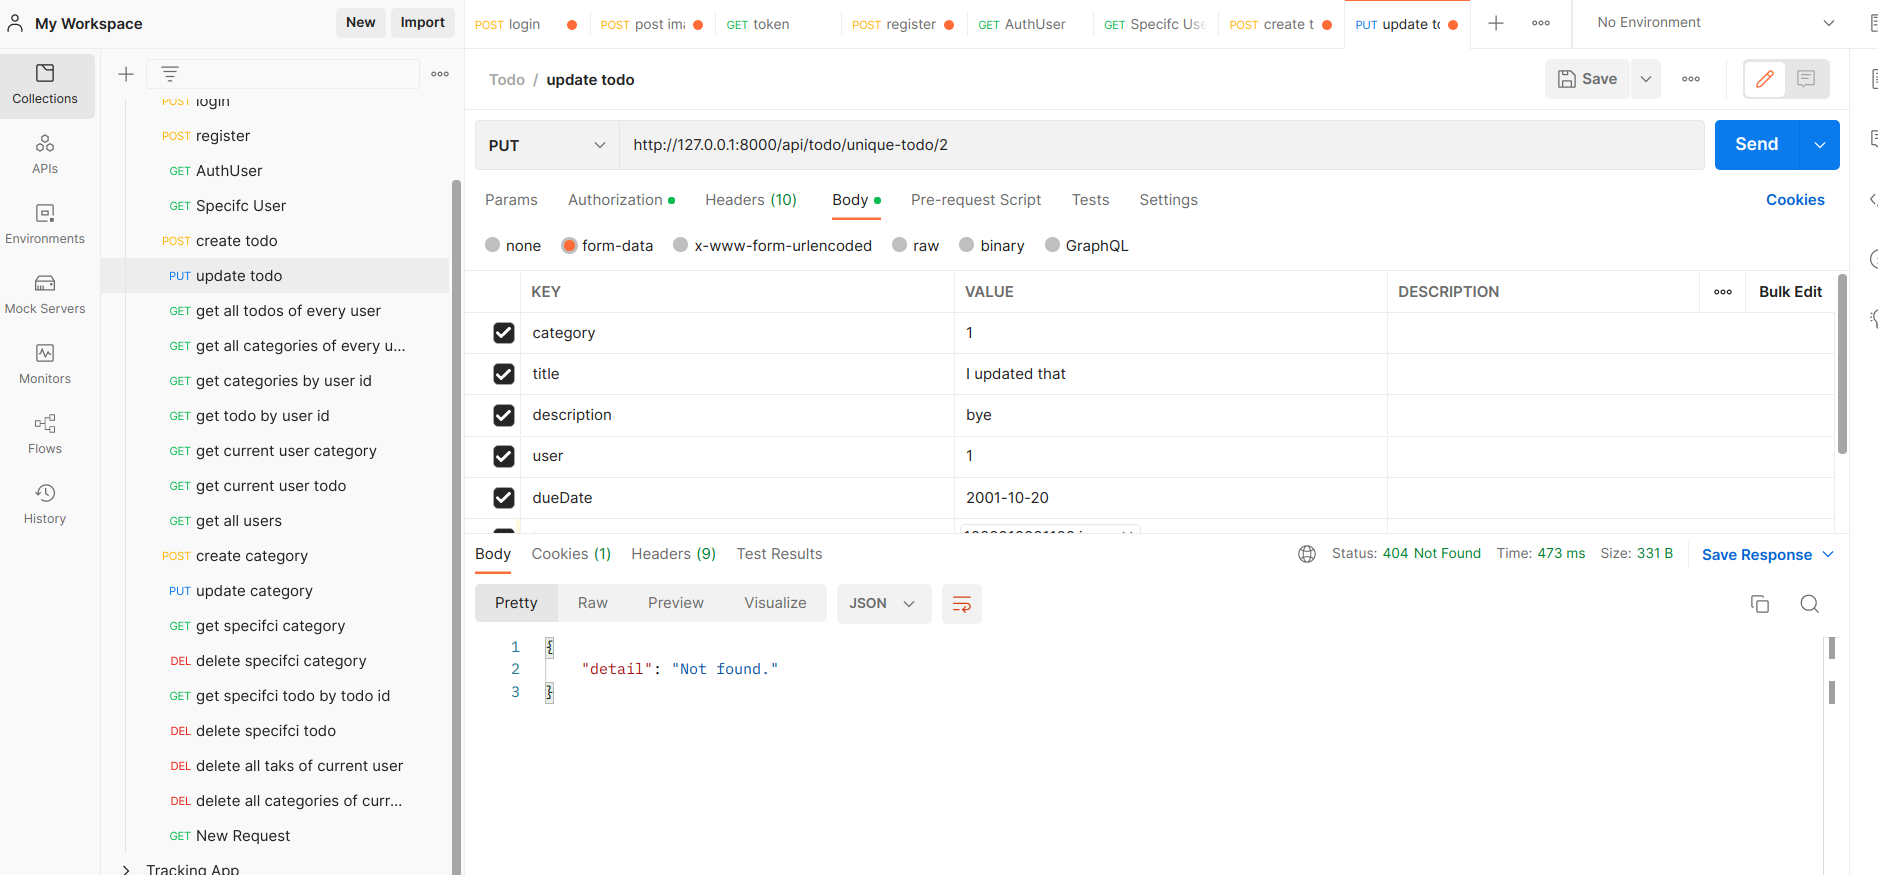 My Workspace
New
Import
POST login
POST post ima
GET token
POST register
GET AuthUser
GET Specifc Use
POST create t
PUT update to
No Environment
Collections
APIs
Environments
Mock Servers
Monitors
Flows
History
POST login
POST register
GET AuthUser
GET Specifc User
POST create todo
PUT update todo
GET get all todos of every user
GET get all categories of every u...
GET get categories by user id
GET get todo by user id
GET get current user category
GET get current user todo
GET get all users
POST create category
PUT update category
GET get specifci category
DEL delete specifci category
GET get specifci todo by todo id
DEL delete specifci todo
DEL delete all taks of current user
DEL delete all categories of curr...
GET New Request
Tracking App
Todo / update todo
Save
PUT
http://127.0.0.1:8000/api/todo/unique-todo/2
Send
Params
Authorization
Headers (10)
Body
Pre-request Script
Tests
Settings
Cookies
none
form-data
x-www-form-urlencoded
raw
binary
GraphQL
KEY
VALUE
DESCRIPTION
Bulk Edit
category
1
title
I updated that
description
bye
user
1
dueDate
2001-10-20
Body
Cookies (1)
Headers (9)
Test Results
Status: 404 Not Found
Time: 473 ms
Size: 331 B
Save Response
Pretty
Raw
Preview
Visualize
JSON
1 {
2 "detail": "Not found."
3 }